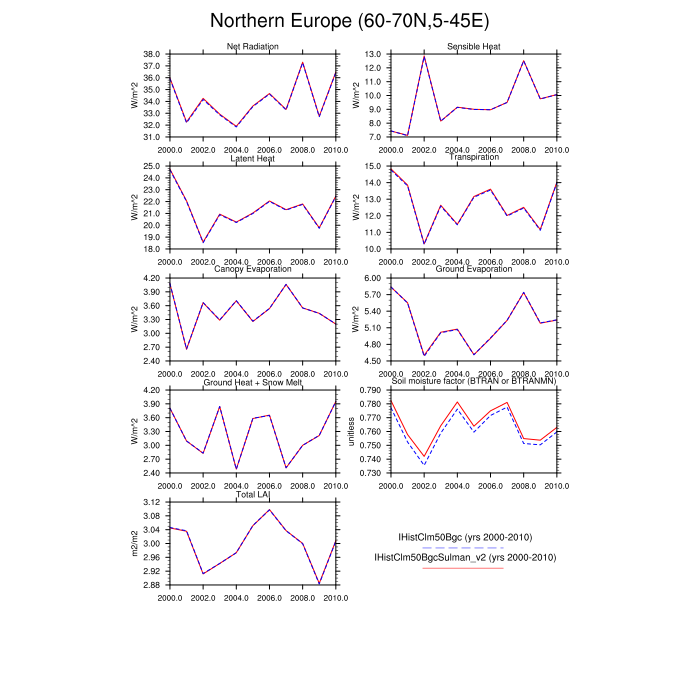 Northern Europe (60-70N,5-45E)
Net Radiation
W/m^2
38.0
37.0
36.0
35.0
34.0
33.0
32.0
31.0
2000.0 2002.0 2004.0 2006.0 2008.0 2010.0
Sensible Heat
W/m^2
13.0
12.0
11.0
10.0
9.0
8.0
7.0
2000.0 2002.0 2004.0 2006.0 2008.0 2010.0
Latent Heat
W/m^2
25.0
24.0
23.0
22.0
21.0
20.0
19.0
18.0
2000.0 2002.0 2004.0 2006.0 2008.0 2010.0
Transpiration
W/m^2
15.0
14.0
13.0
12.0
11.0
10.0
2000.0 2002.0 2004.0 2006.0 2008.0 2010.0
Canopy Evaporation
W/m^2
4.20
3.90
3.60
3.30
3.00
2.70
2.40
2000.0 2002.0 2004.0 2006.0 2008.0 2010.0
Ground Evaporation
W/m^2
6.00
5.70
5.40
5.10
4.80
4.50
2000.0 2002.0 2004.0 2006.0 2008.0 2010.0
Ground Heat + Snow Melt
W/m^2
4.20
3.90
3.60
3.30
3.00
2.70
2.40
2000.0 2002.0 2004.0 2006.0 2008.0 2010.0
Soil moisture factor (BTRAN or BTRANMN)
unitless
0.790
0.780
0.770
0.760
0.750
0.740
0.730
2000.0 2002.0 2004.0 2006.0 2008.0 2010.0
Total LAI
m2/m2
3.12
3.08
3.04
3.00
2.96
2.92
2.88
2000.0 2002.0 2004.0 2006.0 2008.0 2010.0
IHistClm50Bgc (yrs 2000-2010)
IHistClm50BgcSulman_v2 (yrs 2000-2010)